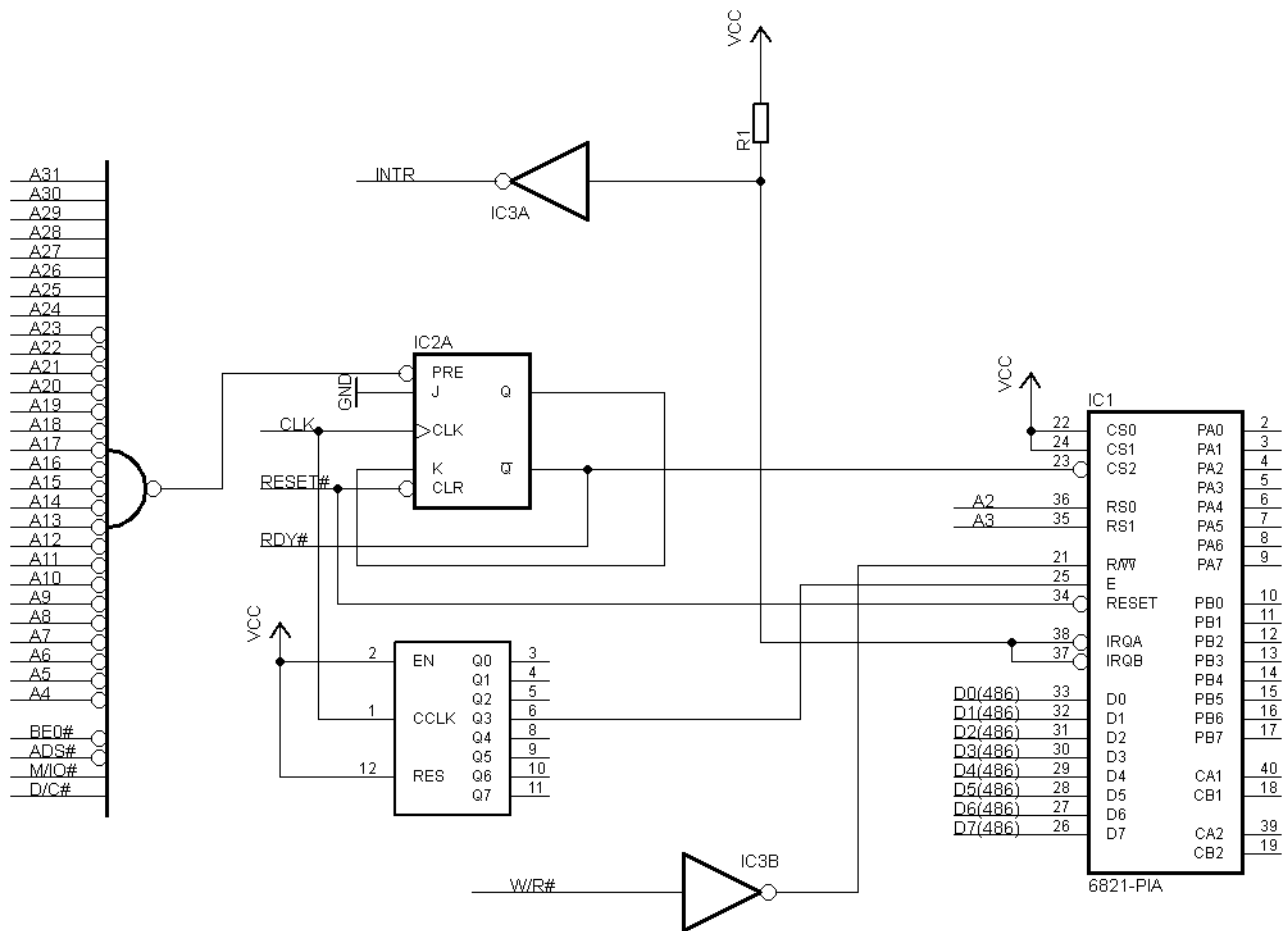 VCC
R1
INTR
IC3A
A31
A30
A29
A28
A27
A26
A25
A24
A23
A22
A21
A20
A19
A18
A17
A16
A15
A14
A13
A12
A11
A10
A9
A8
A7
A6
A5
A4
BE0#
ADS#
M/IO#
D/C#
IC2A
PRE
GND
J Q
CLK CLK
K Q
RESET# CLR
RDY#
VCC
2 EN Q0 3
Q1 4
Q2 5
1 CCLK Q3 6
Q4 8
Q5 9
12 RES Q6 10
Q7 11
W/R#
IC3B
VCC
IC1
22 CS0 PA0 2
24 CS1 PA1 3
23 CS2 PA2 4
PA3 5
A2 36 RS0 PA4 6
A3 35 RS1 PA5 7
PA6 8
21 R/W PA7 9
25 E
34 RESET PB0 10
PB1 11
38 IRQA PB2 12
37 IRQB PB3 13
PB4 14
D0(486) 33 D0 PB5 15
D1(486) 32 D1 PB6 16
D2(486) 31 D2 PB7 17
D3(486) 30 D3
D4(486) 29 D4 CA1 40
D5(486) 28 D5 CB1 18
D6(486) 27 D6
D7(486) 26 D7 CA2 39
CB2 19
6821-PIA